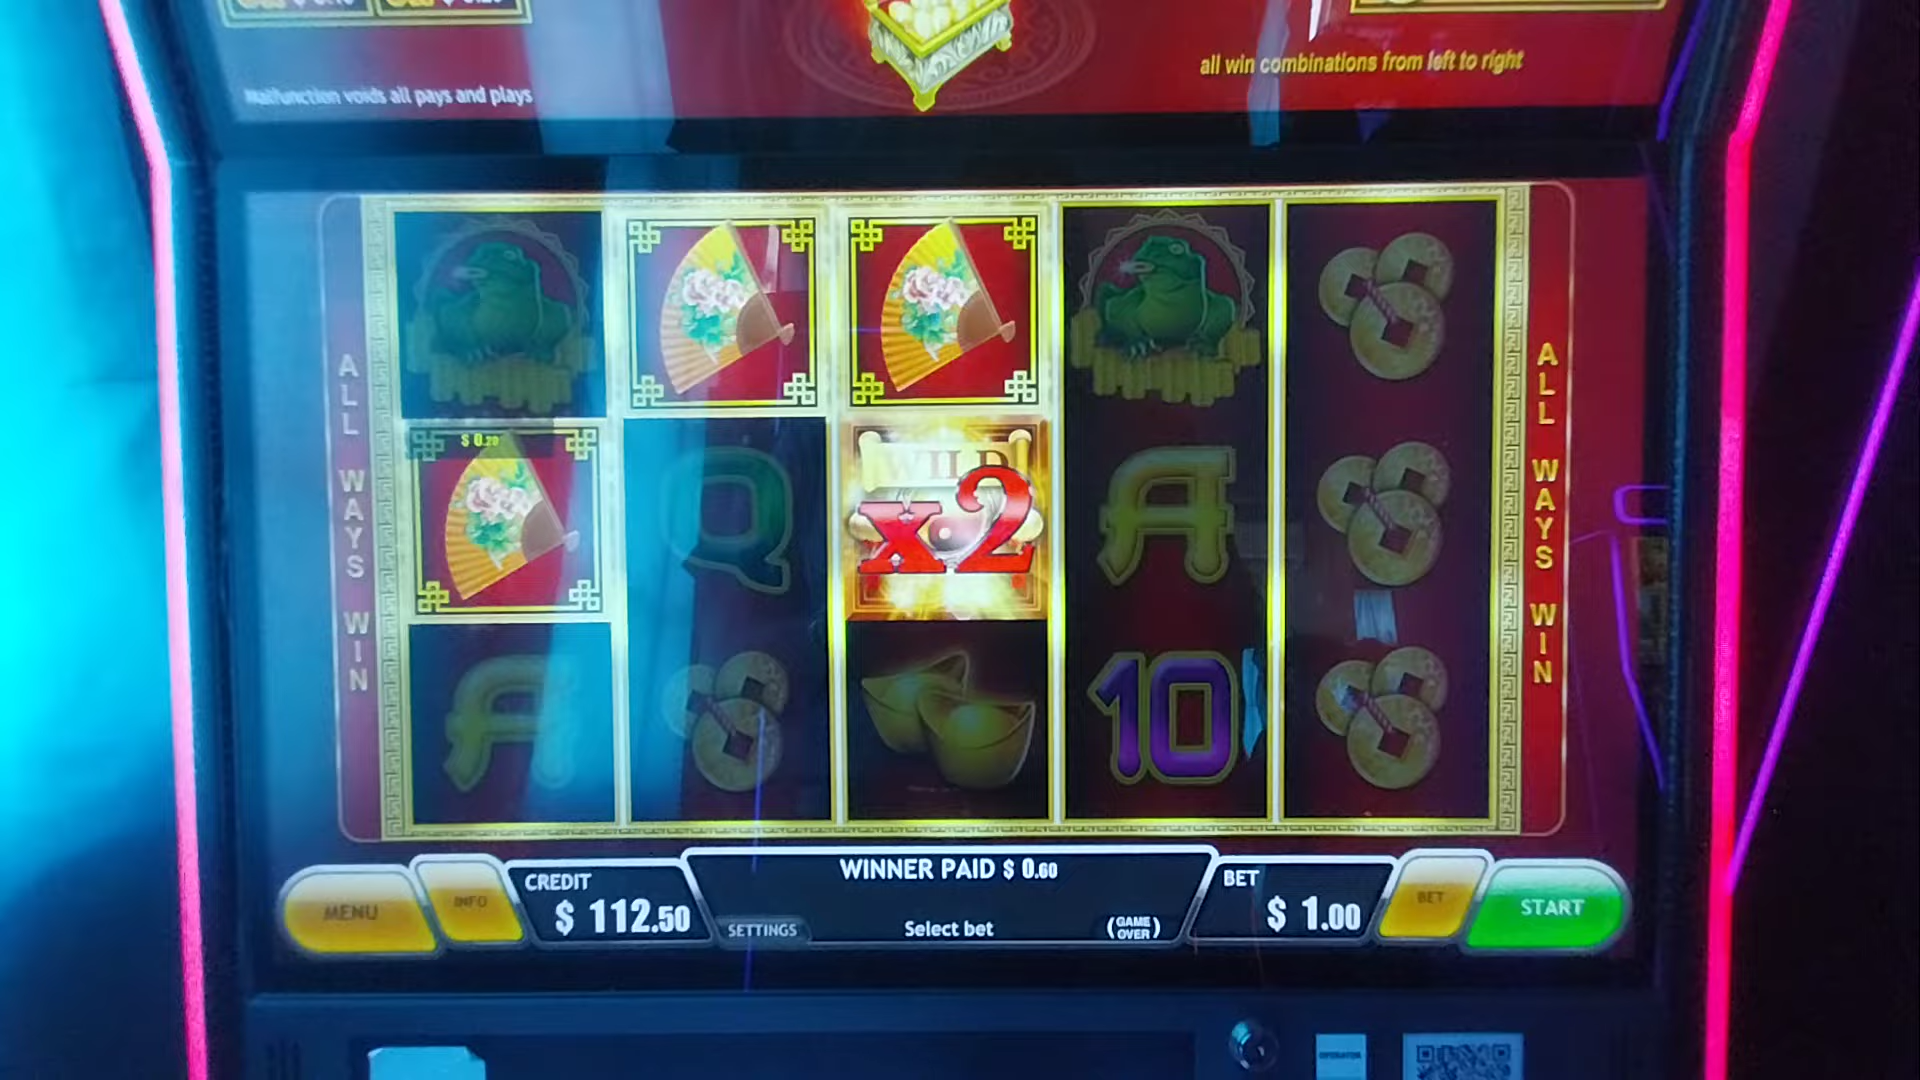 Malfunction voids all pays and plays
all win combinations from left to right
ALL WAYS WIN
$ 0.20
WILD
x2
Q
A
A
10
ALL WAYS WIN
MENU
INFO
CREDIT
$ 112.50
SETTINGS
WINNER PAID $ 0.60
Select bet
(GAME OVER)
BET
$ 1.00
BET
START
OPERATOR